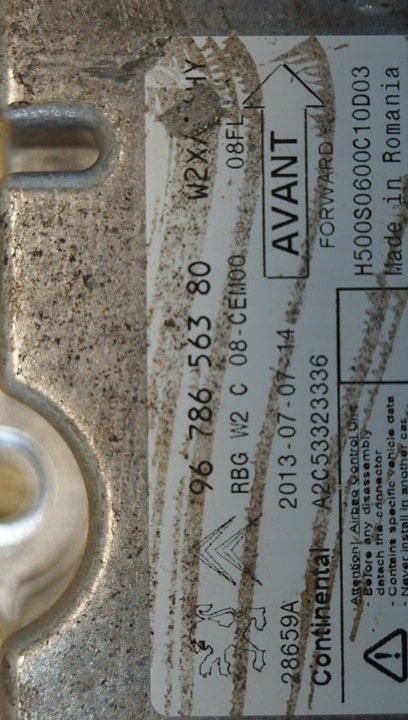 96 786 563 80
RBG W2 C 08-CEM00 08FL
2013-07-07-14
28659A
Continental A2C53323336
AVANT
FORWARD
H500S0600C10D03
Made in Romania
Attention: Airbag Control Unit
- Before any disassembly
detach the connector
- Contains specific vehicle data
- Never install in another car.